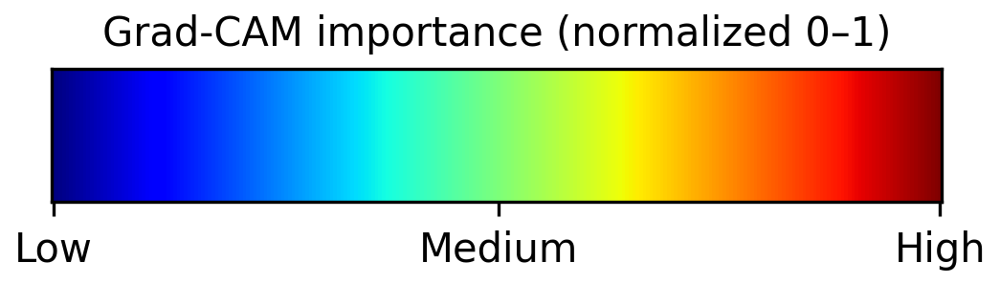 Grad-CAM importance (normalized 0–1)
Low Medium High